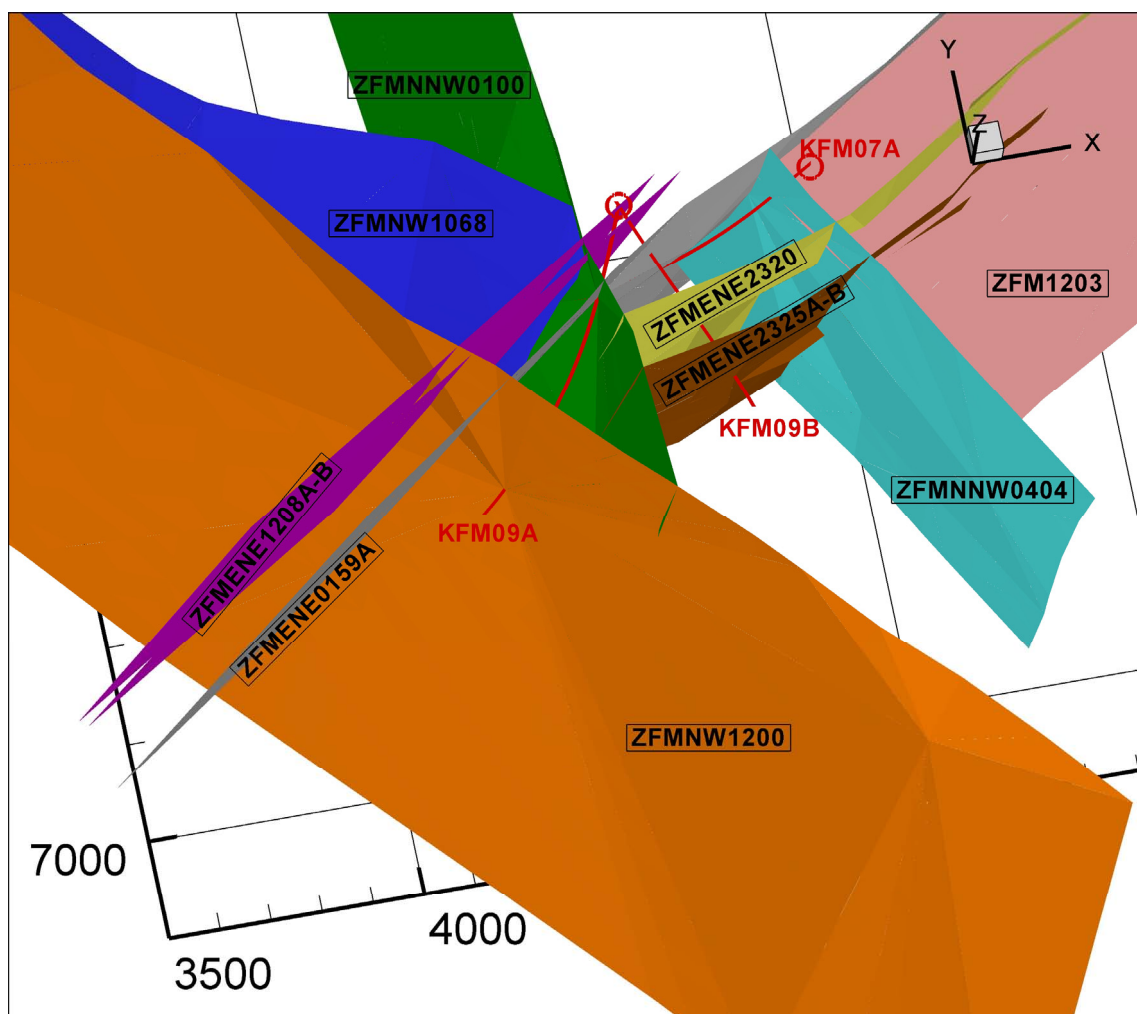 ZFMNNW0100
Y
Z
X
KFM07A
ZFMNW1068
ZFMENE2320
ZFM1203
ZFMENE2325A-B
KFM09B
ZFMNNW0404
KFM09A
ZFMENE1208A-B
ZFMENE0159A
ZFMNW1200
7000
4000
3500